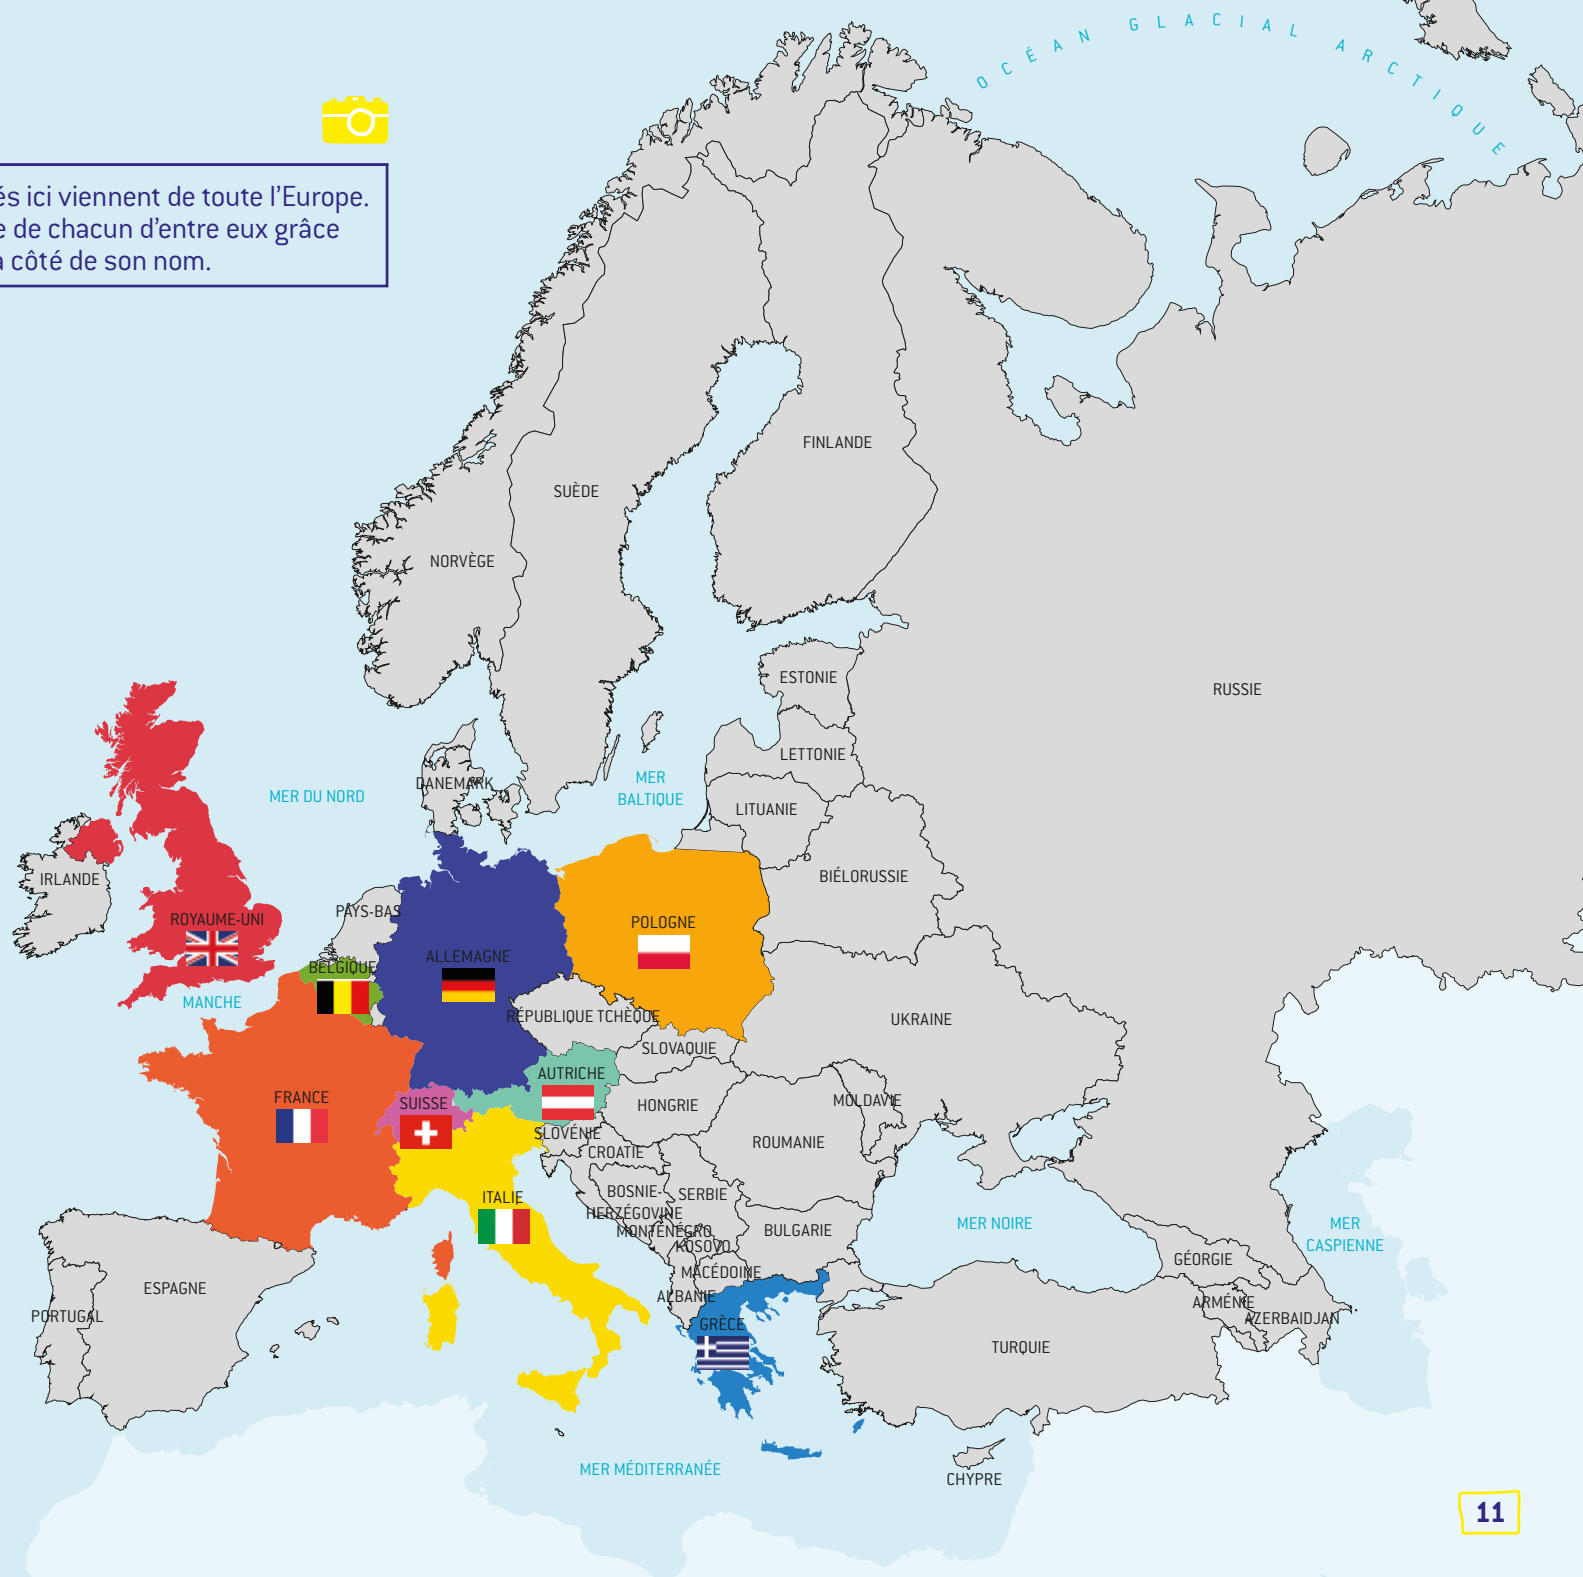 OCÉAN GLACIAL ARCTIQUE
és ici viennent de toute l’Europe.
e de chacun d’entre eux grâce
à côté de son nom.
FINLANDE
SUÈDE
NORVÈGE
ESTONIE
RUSSIE
LETTONIE
MER
BALTIQUE
DANEMARK
MER DU NORD
LITUANIE
IRLANDE
BIÉLORUSSIE
PAYS-BAS
ROYAUME-UNI
POLOGNE
ALLEMAGNE
BELGIQUE
MANCHE
RÉPUBLIQUE TCHÈQUE
UKRAINE
SLOVAQUIE
AUTRICHE
FRANCE
SUISSE
HONGRIE
MOLDAVIE
SLOVÉNIE
ROUMANIE
CROATIE
BOSNIE-
HERZÉGOVINE
SERBIE
ITALIE
MONTÉNÉGRO
BULGARIE
MER NOIRE
MER
CASPIENNE
KOSOVO
GÉORGIE
MACÉDOINE
ESPAGNE
ALBANIE
ARMÉNIE
PORTUGAL
AZERBAIDJAN
GRÈCE
TURQUIE
MER MÉDITERRANÉE
CHYPRE
11